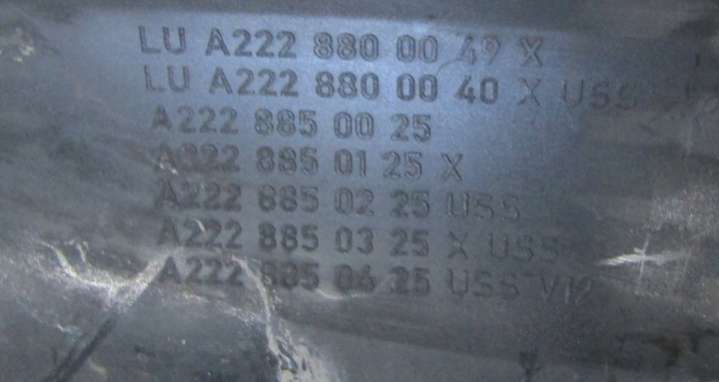 LU A222 880 00 49 X
LU A222 880 00 40 X USS
A222 885 00 25
A222 885 01 25 X
A222 885 02 25 USS
A222 885 03 25 X USS
A222 885 04 25 USS V12